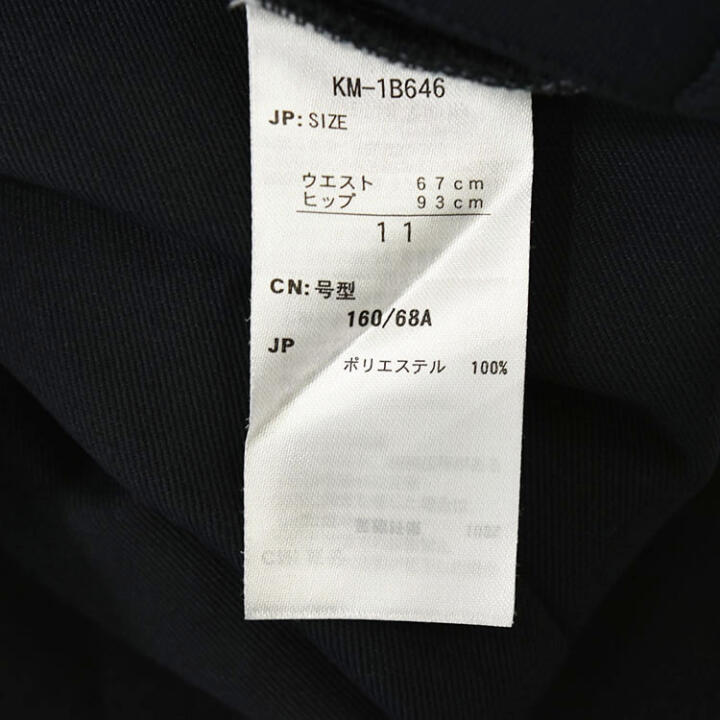 KM-1B646
JP:SIZE
ウエスト 67cm
ヒップ 93cm
11
CN:号型
160/68A
JP
ポリエステル 100%